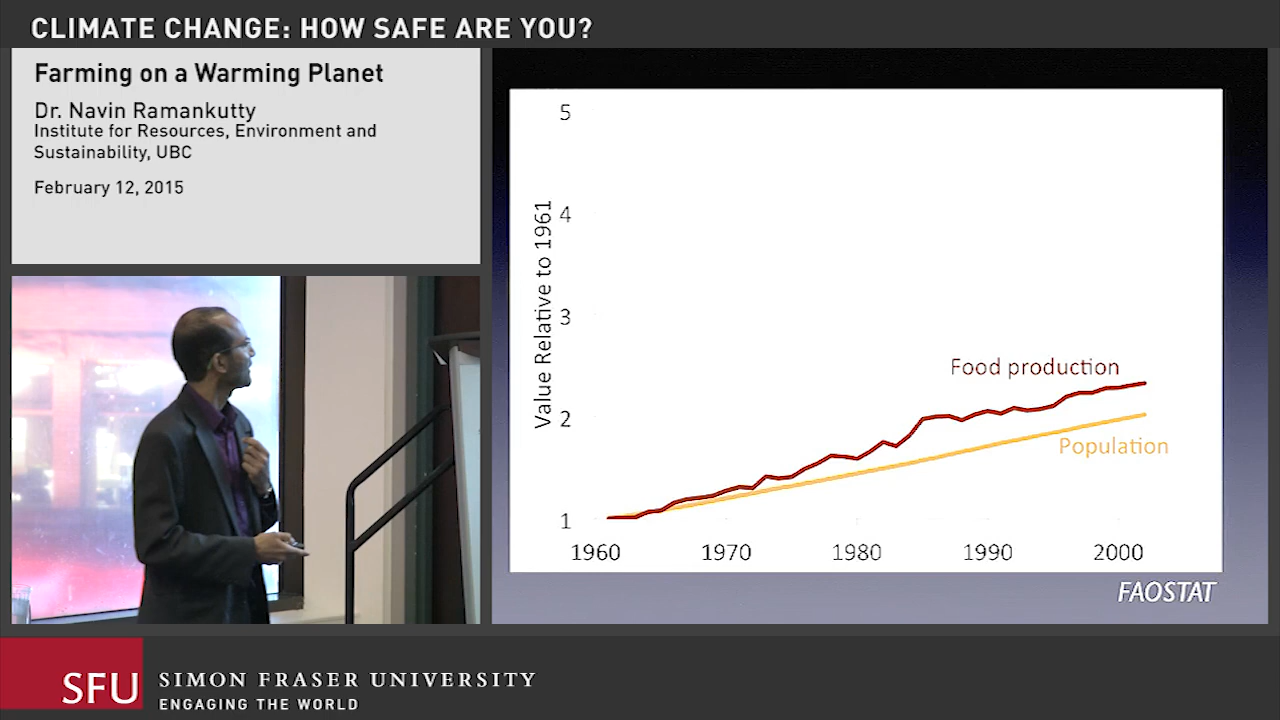 CLIMATE CHANGE: HOW SAFE ARE YOU?
Farming on a Warming Planet
Dr. Navin Ramankutty
Institute for Resources, Environment and
Sustainability, UBC
February 12, 2015
5
4
3
2
1
Value Relative to 1961
Food production
Population
1960 1970 1980 1990 2000
FAOSTAT
SFU
SIMON FRASER UNIVERSITY
ENGAGING THE WORLD